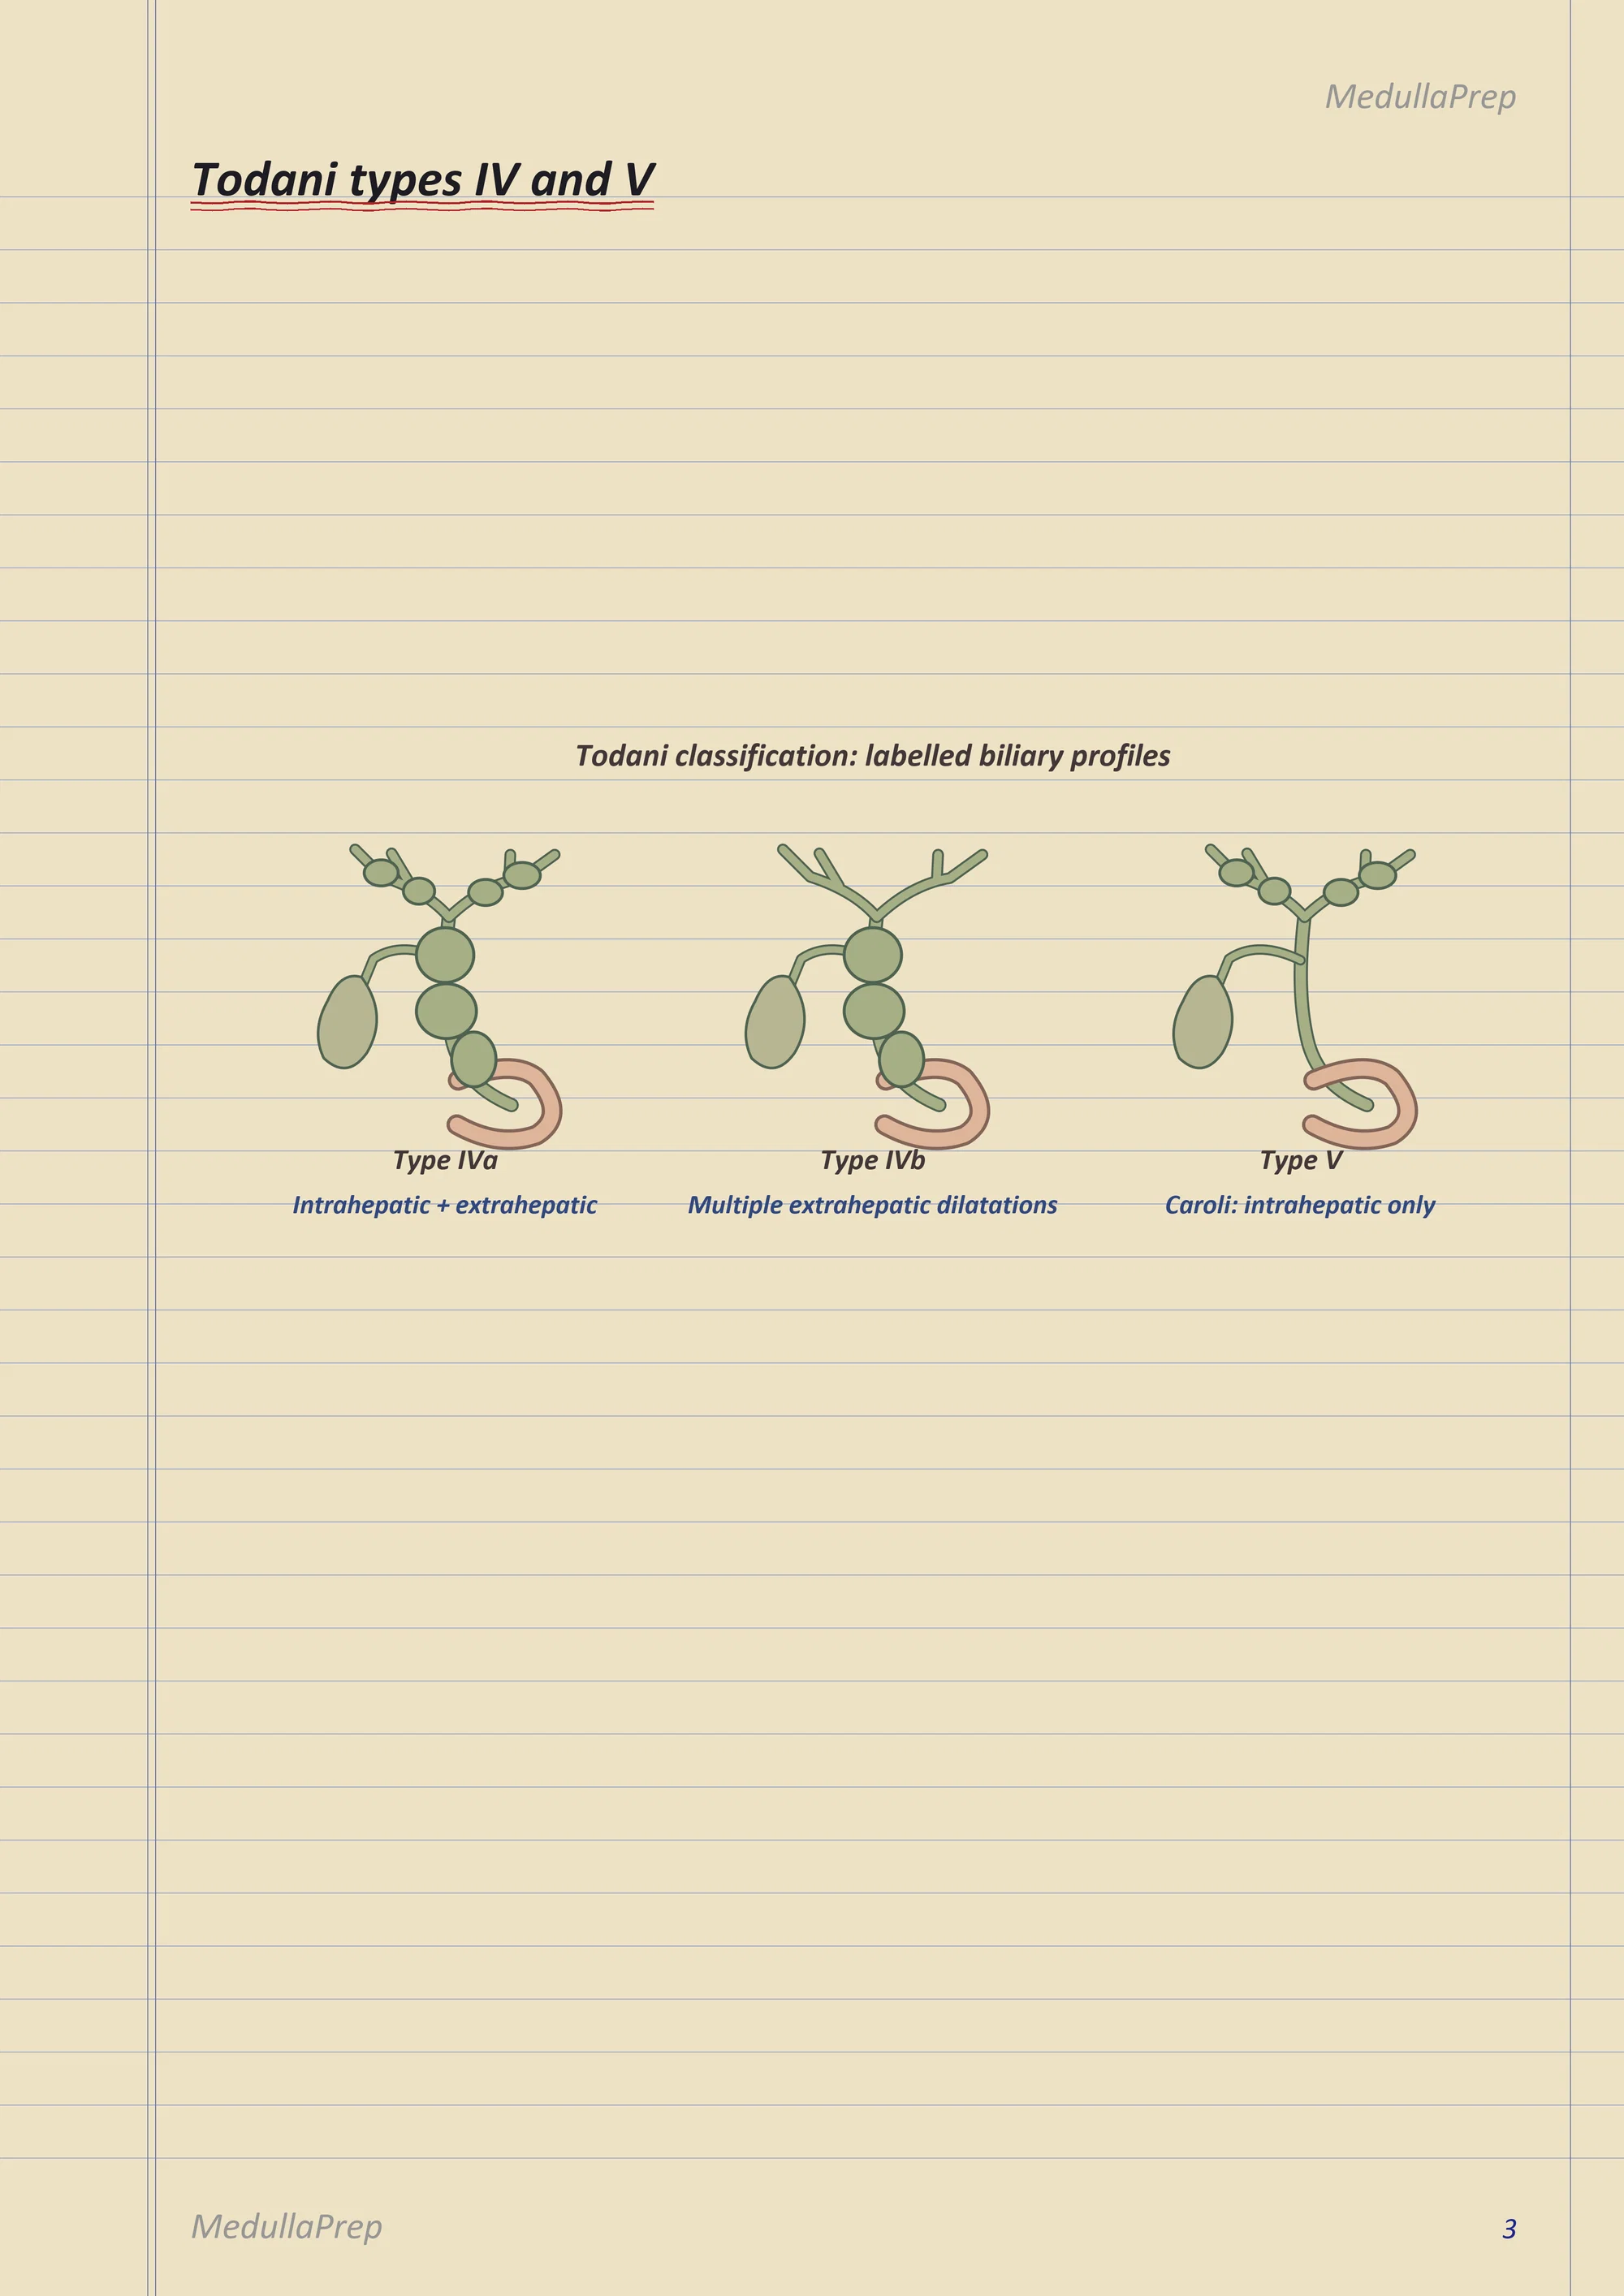 MedullaPrep
Todani types IV and V
Todani classification: labelled biliary profiles
Type IVa
Type IVb
Type V
Intrahepatic + extrahepatic
Multiple extrahepatic dilatations
Caroli: intrahepatic only
MedullaPrep
3